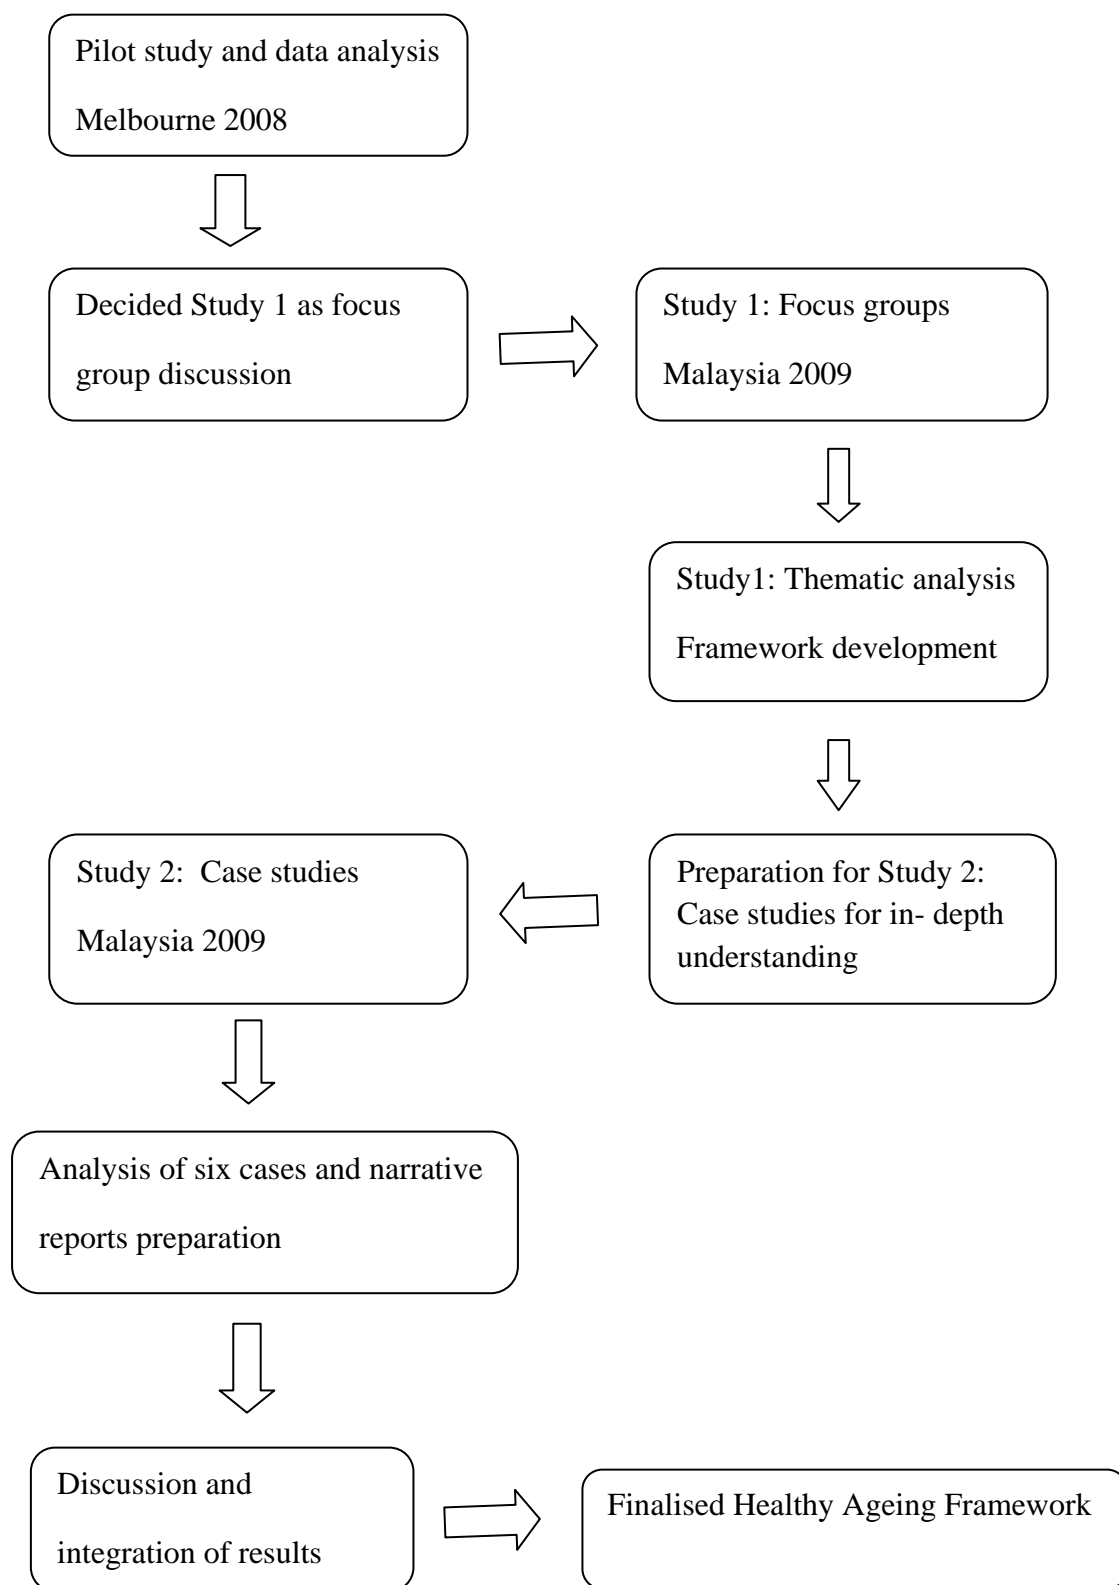 Pilot study and data analysis
Melbourne 2008
Decided Study 1 as focus
group discussion
Study 1: Focus groups
Malaysia 2009
Study1: Thematic analysis
Framework development
Preparation for Study 2:
Case studies for in- depth
understanding
Study 2:  Case studies
Malaysia 2009
Analysis of six cases and narrative
reports preparation
Discussion and
integration of results
Finalised Healthy Ageing Framework